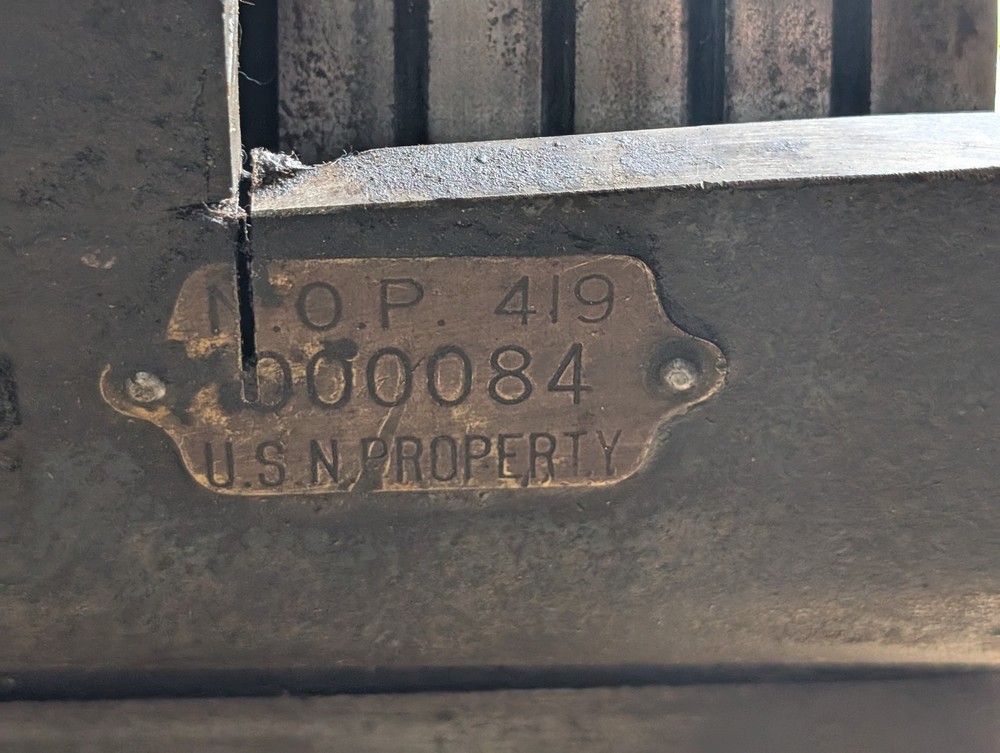 N.O.P. 419
000084
U.S.N. PROPERTY